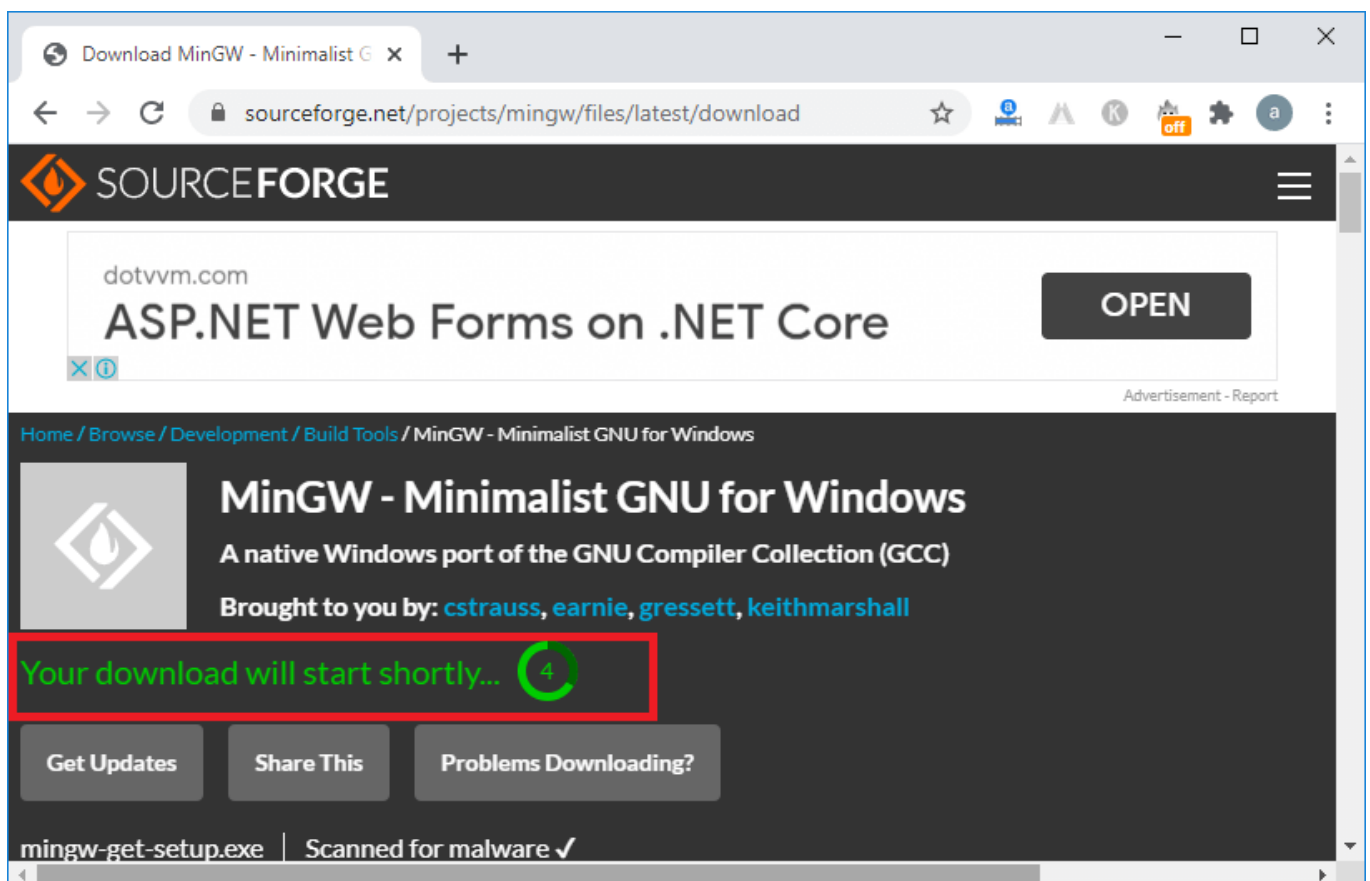 Download MinGW - Minimalist G
sourceforge.net/projects/mingw/files/latest/download
a
K
off
a
SOURCEFORGE
dotvvm.com
ASP.NET Web Forms on .NET Core
OPEN
Advertisement - Report
Home / Browse / Development / Build Tools / MinGW - Minimalist GNU for Windows
MinGW - Minimalist GNU for Windows
A native Windows port of the GNU Compiler Collection (GCC)
Brought to you by: cstrauss, earnie, gressett, keithmarshall
Your download will start shortly... 4
Get Updates
Share This
Problems Downloading?
mingw-get-setup.exe | Scanned for malware ✓